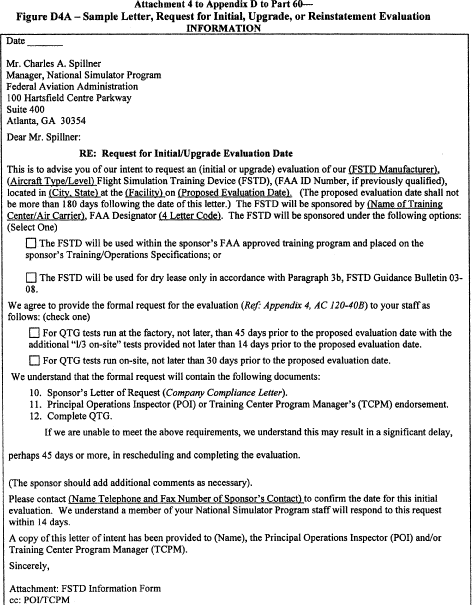 Attachment 4 to Appendix D to Part 60—
Figure D4A – Sample Letter, Request for Initial, Upgrade, or Reinstatement Evaluation
INFORMATION
Date
Mr. Charles A. Spillner
Manager, National Simulator Program
Federal Aviation Administration
100 Hartsfield Centre Parkway
Suite 400
Atlanta, GA 30354
Dear Mr. Spillner:
RE: Request for Initial/Upgrade Evaluation Date
This is to advise you of our intent to request an (initial or upgrade) evaluation of our (FSTD Manufacturer),
(Aircraft Type/Level) Flight Simulation Training Device (FSTD), (FAA ID Number, if previously qualified),
located in (City, State) at the (Facility) on (Proposed Evaluation Date). (The proposed evaluation date shall not
be more than 180 days following the date of this letter.) The FSTD will be sponsored by (Name of Training
Center/Air Carrier), FAA Designator (4 Letter Code). The FSTD will be sponsored under the following options:
(Select One)
The FSTD will be used within the sponsor's FAA approved training program and placed on the
sponsor's Training/Operations Specifications; or
The FSTD will be used for dry lease only in accordance with Paragraph 3b, FSTD Guidance Bulletin 03-
08.
We agree to provide the formal request for the evaluation (Ref: Appendix 4, AC 120-40B) to your staff as
follows: (check one)
For QTG tests run at the factory, not later, than 45 days prior to the proposed evaluation date with the
additional "1/3 on-site" tests provided not later than 14 days prior to the proposed evaluation date.
For QTG tests run on-site, not later than 30 days prior to the proposed evaluation date.
We understand that the formal request will contain the following documents:
10. Sponsor's Letter of Request (Company Compliance Letter).
11. Principal Operations Inspector (POI) or Training Center Program Manager's (TCPM) endorsement.
12. Complete QTG.
If we are unable to meet the above requirements, we understand this may result in a significant delay,
perhaps 45 days or more, in rescheduling and completing the evaluation.
(The sponsor should add additional comments as necessary).
Please contact (Name Telephone and Fax Number of Sponsor's Contact) to confirm the date for this initial
evaluation. We understand a member of your National Simulator Program staff will respond to this request
within 14 days.
A copy of this letter of intent has been provided to (Name), the Principal Operations Inspector (POI) and/or
Training Center Program Manager (TCPM).
Sincerely,
Attachment: FSTD Information Form
cc: POI/TCPM